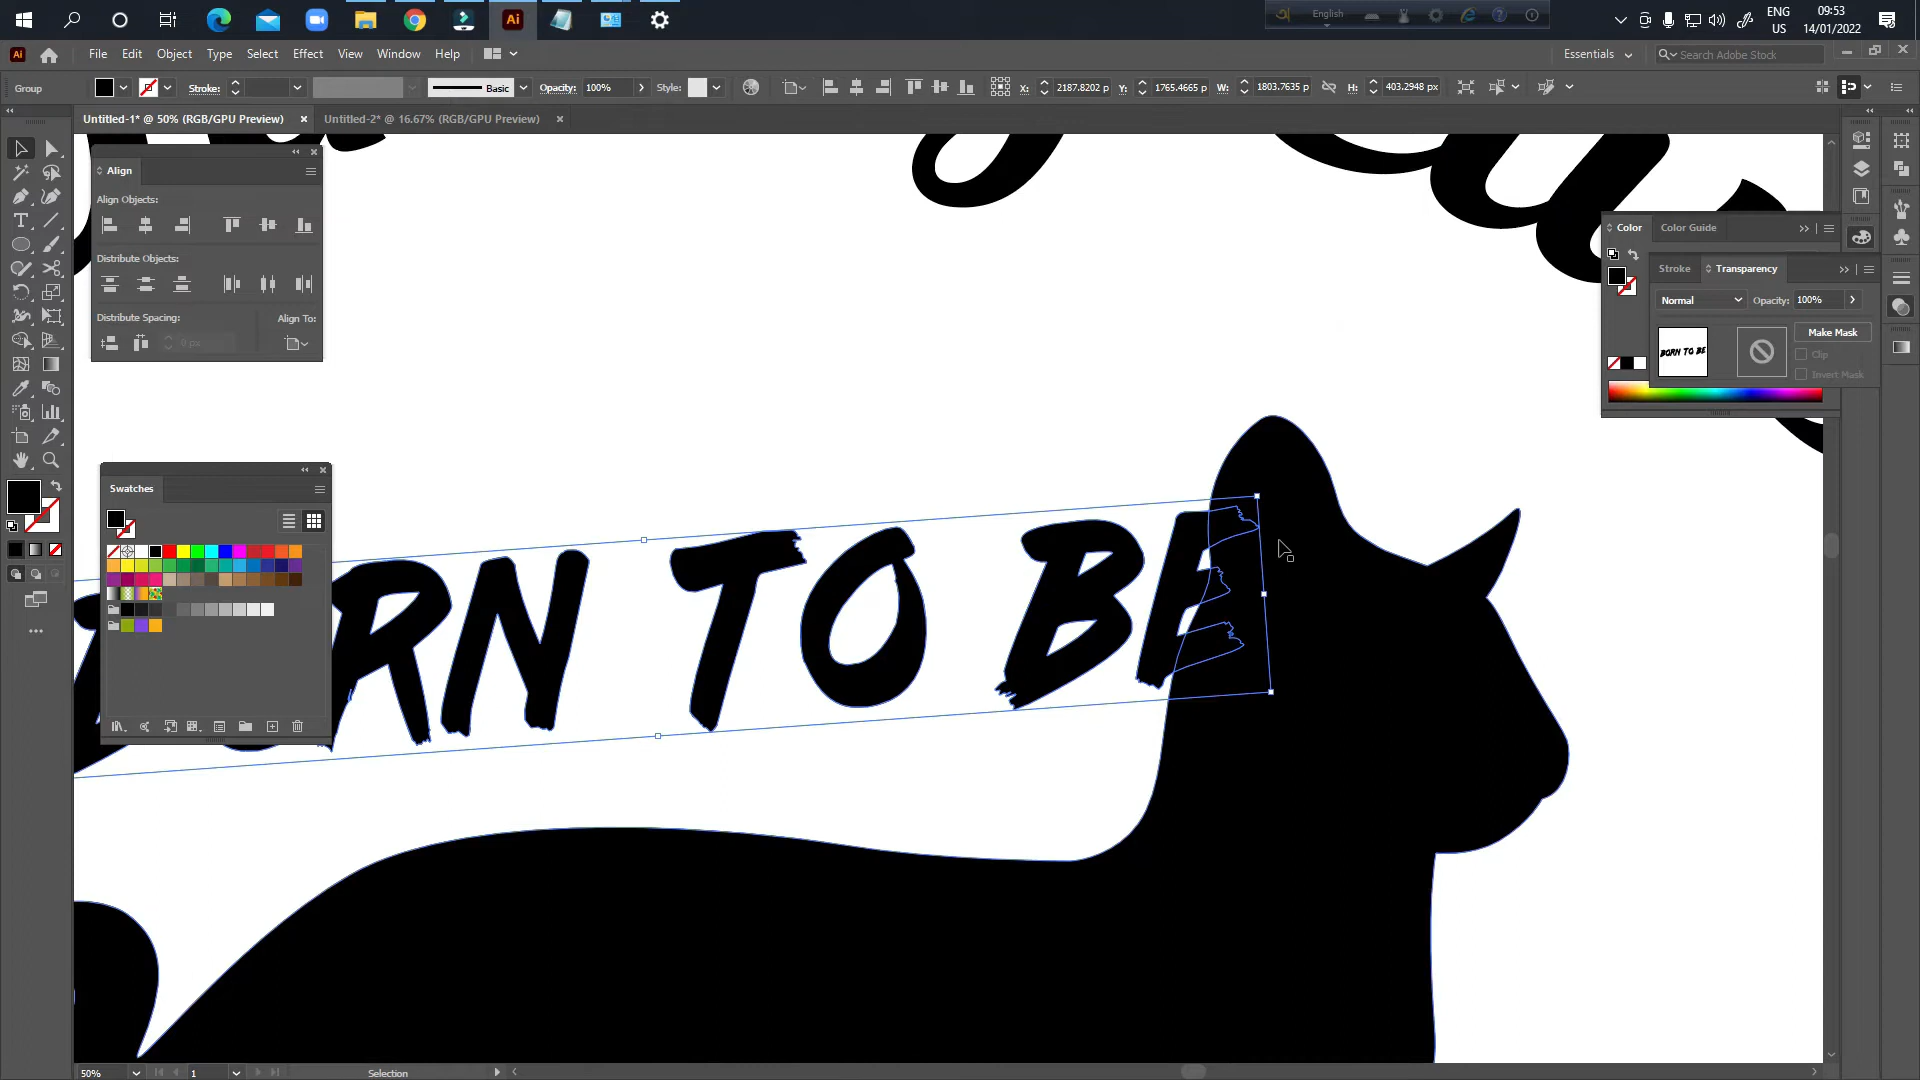 English
ENG
US
09:53
14/01/2022
Ai
File Edit Object Type Select Effect View Window Help
Essentials
Search Adobe Stock
Group
Stroke:
Basic
Opacity: 100%
Style:
X: 2187.8202 p
Y: 1765.4665 p
W: 1803.7635 p
H: 403.2948 px
Untitled-1* @ 50% (RGB/GPU Preview)
Untitled-2* @ 16.67% (RGB/GPU Preview)
Align
Align Objects:
Distribute Objects:
Distribute Spacing:
Align To:
0 px
Color
Color Guide
Stroke
Transparency
Normal
Opacity: 100%
BORN TO BE
Make Mask
Clip
Invert Mask
Swatches
RN TO BE
50%
1
Selection